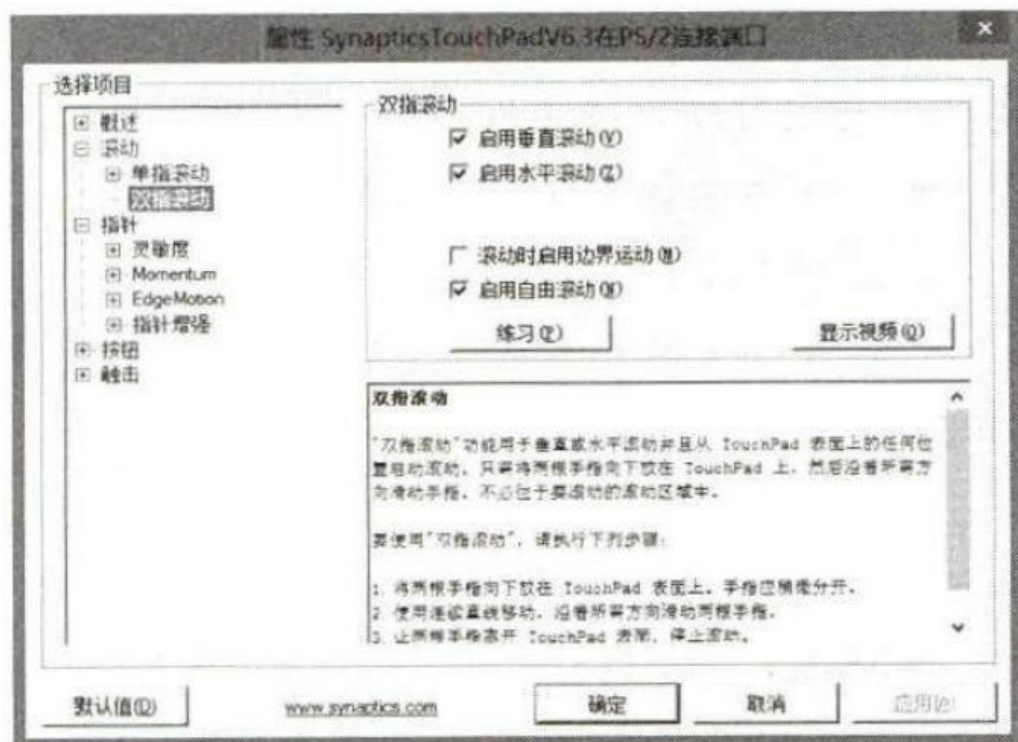 属性 SynapticsTouchPadV6.3在PS/2连接端口
选择项目
概述
滚动
单指滚动
双指滚动
指针
灵敏度
Momentum
EdgeMotion
指针增强
按钮
触击
双指滚动
启用垂直滚动(Y)
启用水平滚动(Z)
滚动时启用边界运动(M)
启用自由滚动(X)
练习(P)
显示视频(Q)
双指滚动
"双指滚动"功能用于垂直或水平滚动并且从 TouchPad 表面上的任何位
置启动滚动。只需将两根手指向下放在 TouchPad 上，然后沿着所需方
向滑动手指，不必位于要滚动的滚动区域中。
要使用"双指滚动"，请执行下列步骤：
1. 将两根手指向下放在 TouchPad 表面上。手指应稍微分开。
2. 使用连续直线移动，沿着所需方向滑动两根手指。
3. 让两根手指离开 TouchPad 表面，停止滚动。
默认值(D)
www.synaptics.com
确定
取消
应用(A)